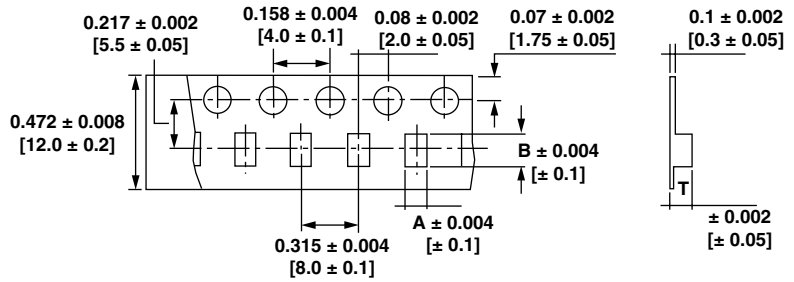 0.217 ± 0.002
[5.5 ± 0.05]
0.158 ± 0.004
[4.0 ± 0.1]
0.08 ± 0.002
[2.0 ± 0.05]
0.07 ± 0.002
[1.75 ± 0.05]
0.1 ± 0.002
[0.3 ± 0.05]
0.472 ± 0.008
[12.0 ± 0.2]
B ± 0.004
[± 0.1]
T
A ± 0.004
[± 0.1]
± 0.002
[± 0.05]
0.315 ± 0.004
[8.0 ± 0.1]